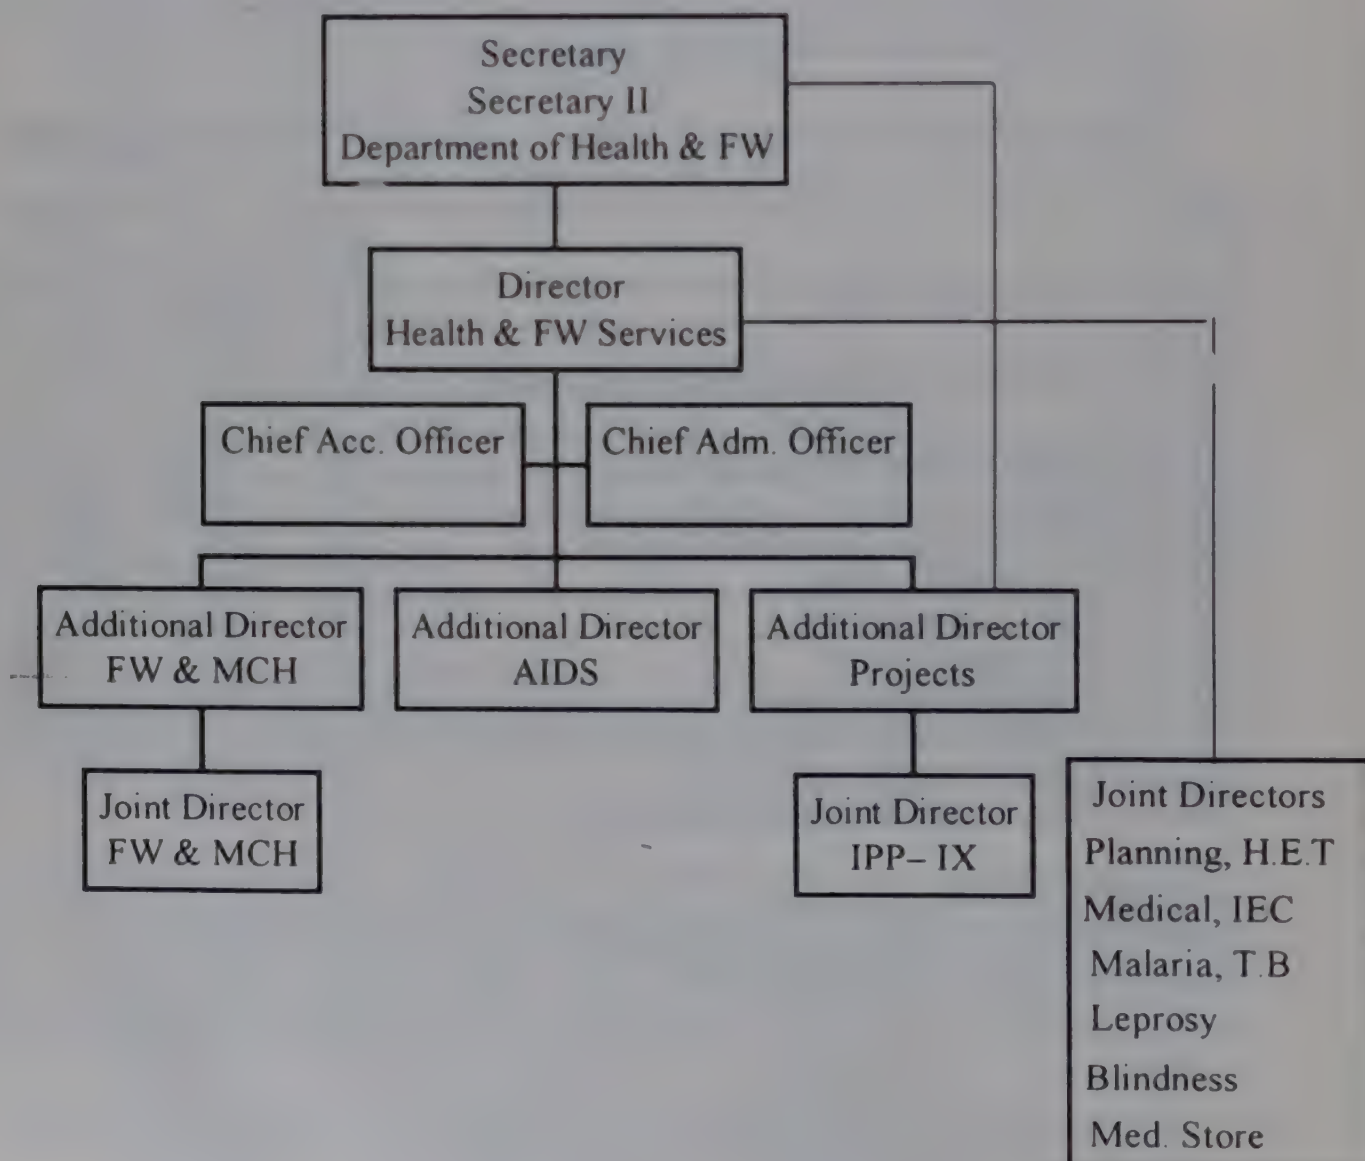 Secretary
Secretary II
Department of Health & FW
Director
Health & FW Services
Chief Acc. Officer
Chief Adm. Officer
Additional Director
FW & MCH
Additional Director
AIDS
Additional Director
Projects
Joint Director
FW & MCH
Joint Director
IPP– IX
Joint Directors
Planning, H.E.T
Medical, IEC
Malaria, T.B
Leprosy
Blindness
Med. Store